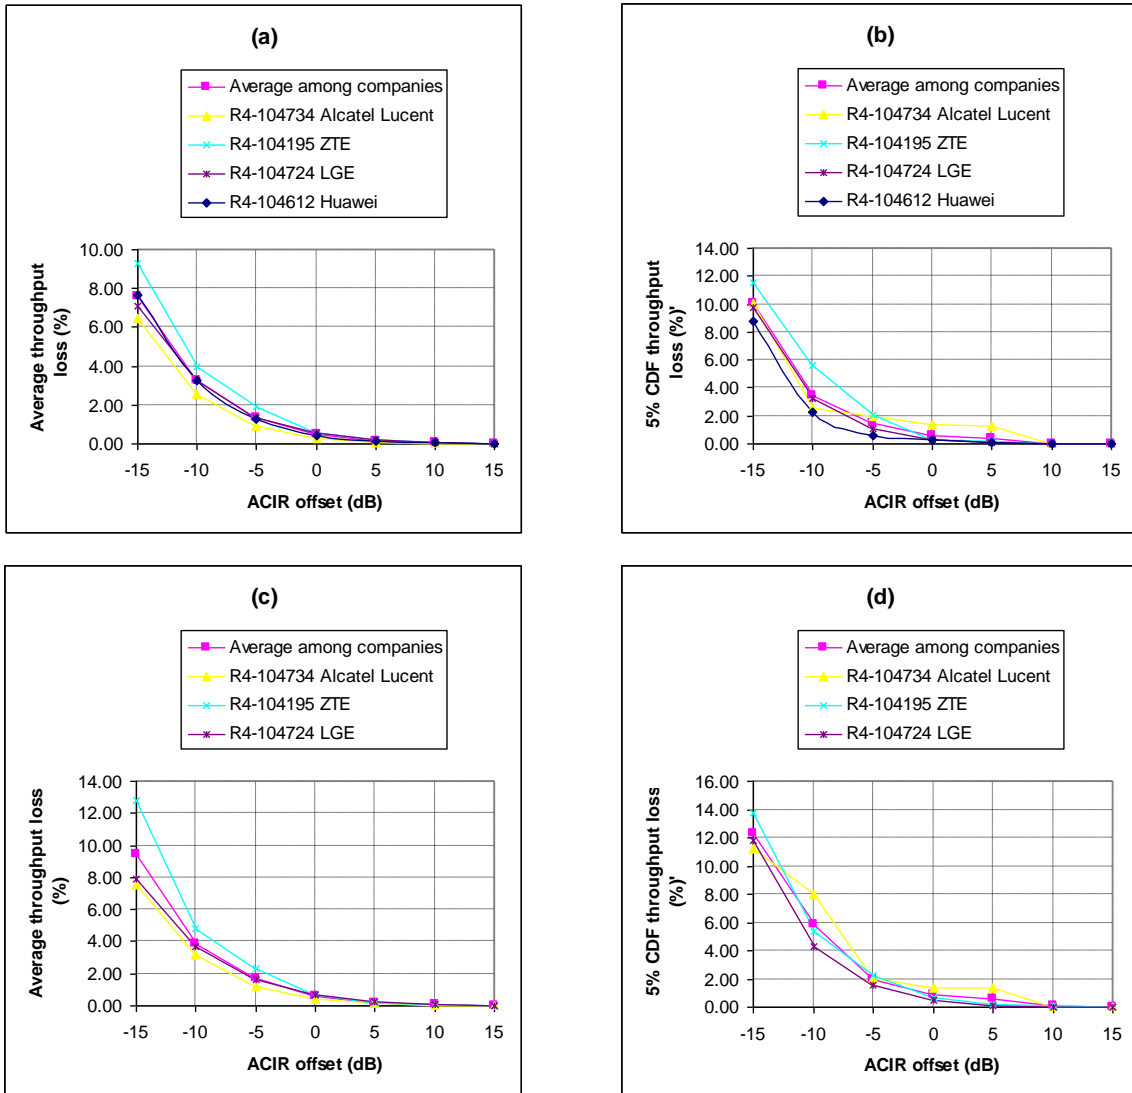 (a)
Average among companies
R4-104734 Alcatel Lucent
R4-104195 ZTE
R4-104724 LGE
R4-104612 Huawei
Average throughput
loss (%)
10.00
8.00
6.00
4.00
2.00
0.00
-15 -10 -5 0 5 10 15
ACIR offset (dB)
(b)
Average among companies
R4-104734 Alcatel Lucent
R4-104195 ZTE
R4-104724 LGE
R4-104612 Huawei
5% CDF throughput
loss (%)'
14.00
12.00
10.00
8.00
6.00
4.00
2.00
0.00
-15 -10 -5 0 5 10 15
ACIR offset (dB)
(c)
Average among companies
R4-104734 Alcatel Lucent
R4-104195 ZTE
R4-104724 LGE
Average throughput loss
(%)
14.00
12.00
10.00
8.00
6.00
4.00
2.00
0.00
-15 -10 -5 0 5 10 15
ACIR offset (dB)
(d)
Average among companies
R4-104734 Alcatel Lucent
R4-104195 ZTE
R4-104724 LGE
5% CDF throughput loss
(%)'
16.00
14.00
12.00
10.00
8.00
6.00
4.00
2.00
0.00
-15 -10 -5 0 5 10 15
ACIR offset (dB)